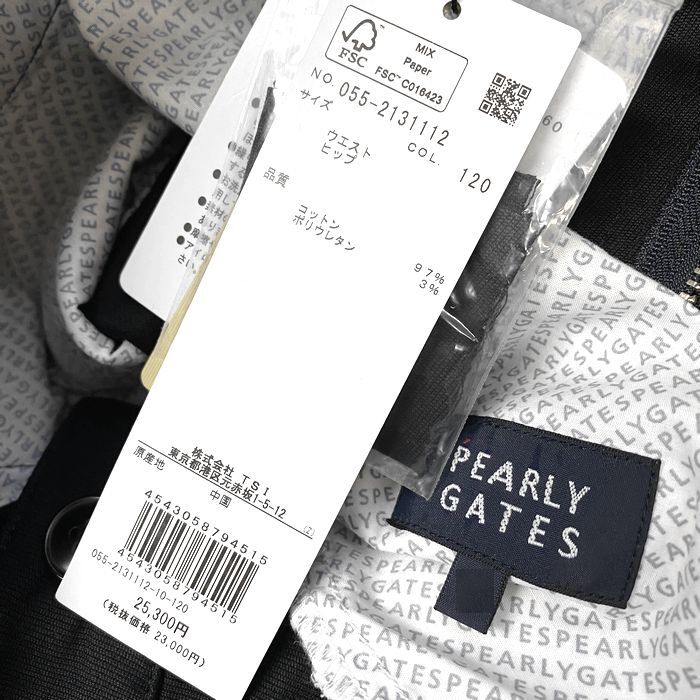 FSC
MIX
Paper
FSC™ C016423
NO. 055-2131112
サイズ
COL. 120
ウエスト
ヒップ
品質
コットン 97%
ポリウレタン 3%
株式会社 TSI
東京都港区元赤坂1-5-12
原産地 中国 (Z)
4543058794515
4543058794515
055-2131112-10-120
25,300円
(税抜価格 23,000円)
60
PEARLY
GATES
PEARLYGATESPEARLYGATES